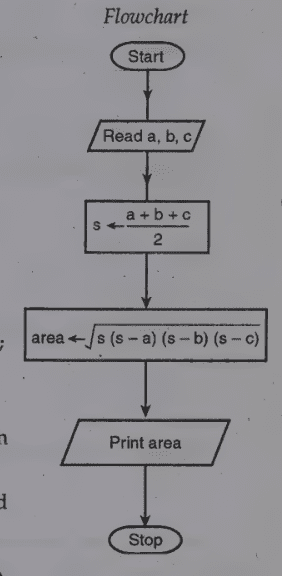 Flowchart
Start
Read a, b, c
s ← a + b + c / 2
;
area ← √s (s – a) (s – b) (s – c)
n
Print area
d
Stop